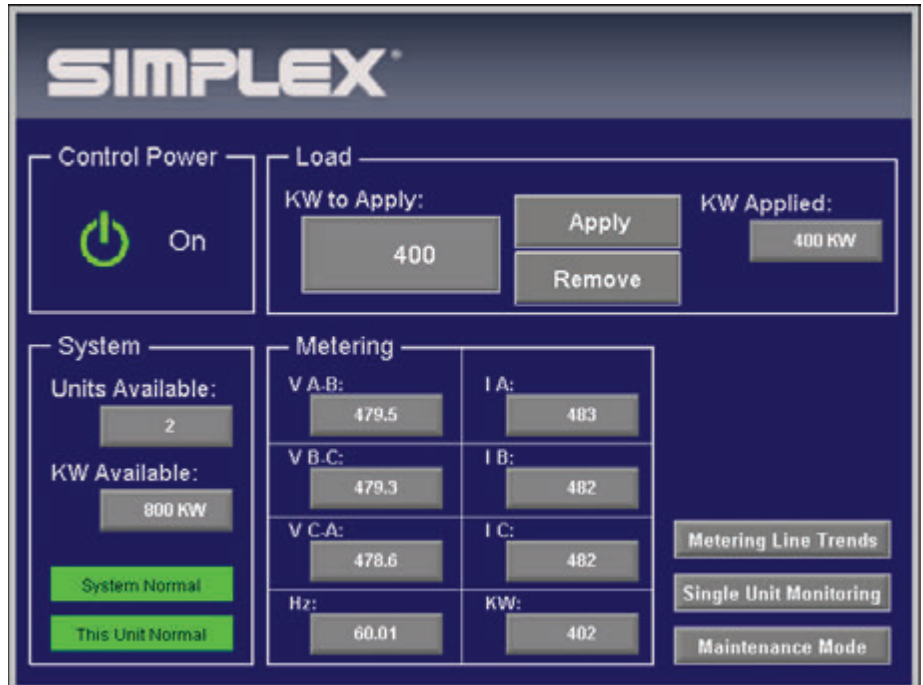 SIMPLEX®
Control Power
On
Load
KW to Apply:
400
Apply
Remove
KW Applied:
400 KW
System
Units Available:
2
KW Available:
800 KW
System Normal
This Unit Normal
Metering
V A-B:
479.5
I A:
483
V B-C:
479.3
I B:
482
V C-A:
478.6
I C:
482
Hz:
60.01
KW:
402
Metering Line Trends
Single Unit Monitoring
Maintenance Mode